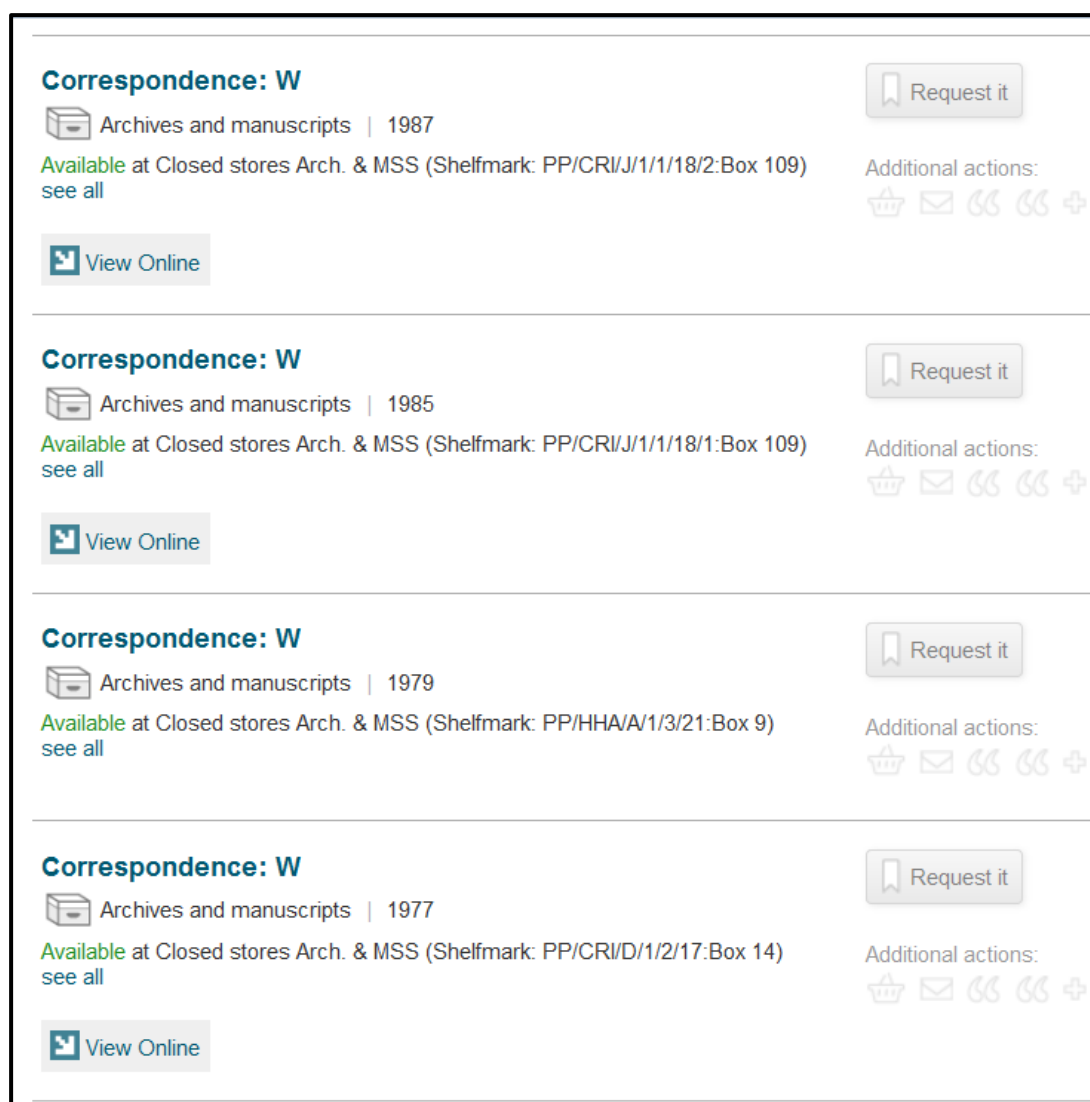 Correspondence: W
Request it
Archives and manuscripts | 1987
Available at Closed stores Arch. & MSS (Shelfmark: PP/CRI/J/1/1/18/2:Box 109)
see all
Additional actions:
View Online
Correspondence: W
Request it
Archives and manuscripts | 1985
Available at Closed stores Arch. & MSS (Shelfmark: PP/CRI/J/1/1/18/1:Box 109)
see all
Additional actions:
View Online
Correspondence: W
Request it
Archives and manuscripts | 1979
Available at Closed stores Arch. & MSS (Shelfmark: PP/HHA/A/1/3/21:Box 9)
see all
Additional actions:
Correspondence: W
Request it
Archives and manuscripts | 1977
Available at Closed stores Arch. & MSS (Shelfmark: PP/CRI/D/1/2/17:Box 14)
see all
Additional actions:
View Online